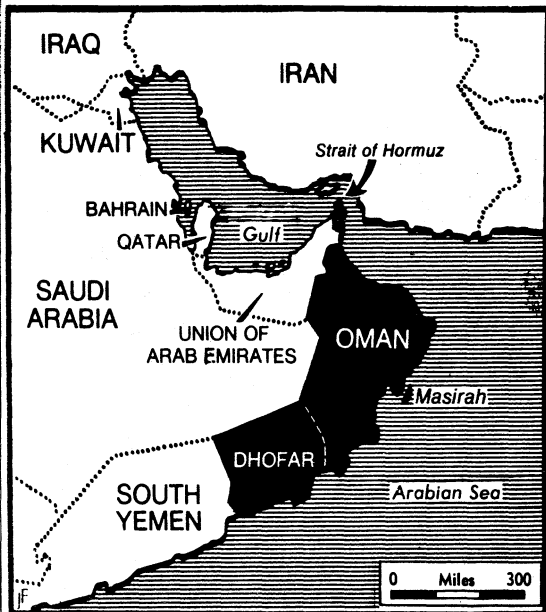 IRAQ
IRAN
KUWAIT
Strait of Hormuz
BAHRAIN
QATAR
Gulf
SAUDI
ARABIA
UNION OF
ARAB EMIRATES
OMAN
Masirah
DHOFAR
SOUTH
YEMEN
Arabian Sea
0 Miles 300
JF